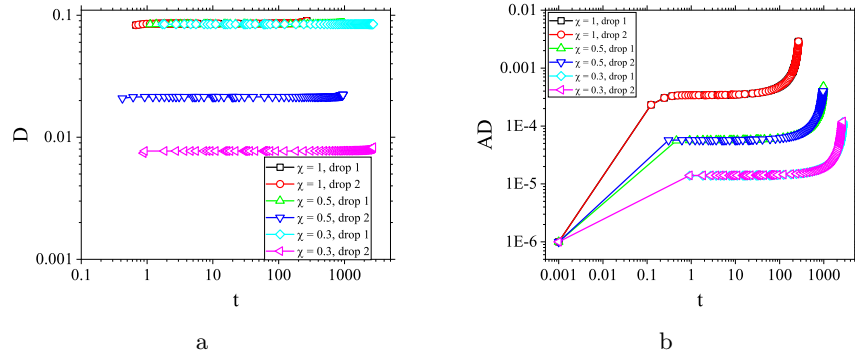 0.1
0.01
0.001
D
0.1 1 10 100 1000
t
χ = 1, drop 1
χ = 1, drop 2
χ = 0.5, drop 1
χ = 0.5, drop 2
χ = 0.3, drop 1
χ = 0.3, drop 2
a
0.01
0.001
1E-4
1E-5
1E-6
AD
0.001 0.01 0.1 1 10 100 1000
t
χ = 1, drop 1
χ = 1, drop 2
χ = 0.5, drop 1
χ = 0.5, drop 2
χ = 0.3, drop 1
χ = 0.3, drop 2
b